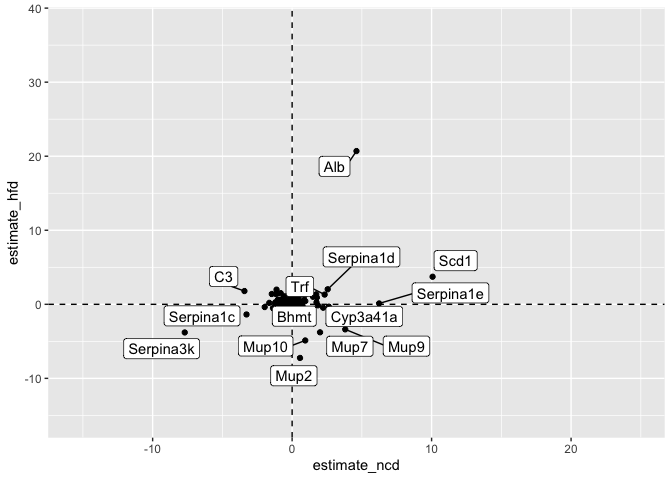 40
30
20
10
0
-10
estimate_hfd
Alb
Serpina1d
Scd1
C3
Trf
Serpina1e
Serpina1c
Bhmt
Cyp3a41a
Serpina3k
Mup10
Mup7
Mup9
Mup2
-10
0
10
20
estimate_ncd